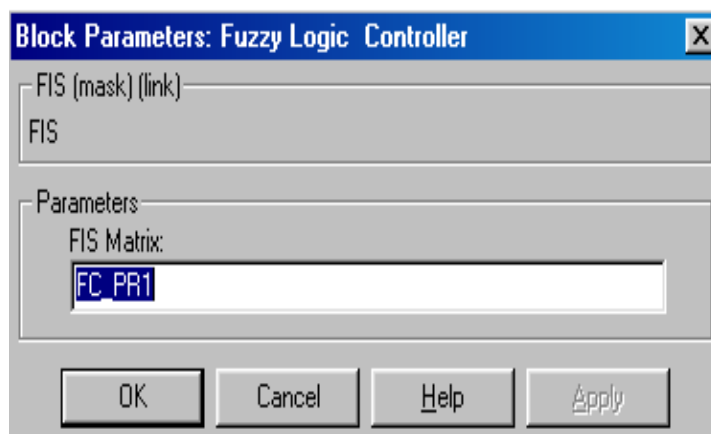 Block Parameters: Fuzzy Logic Controller
FIS (mask) (link)
FIS
Parameters
FIS Matrix:
FC_PR1
OK Cancel Help Apply